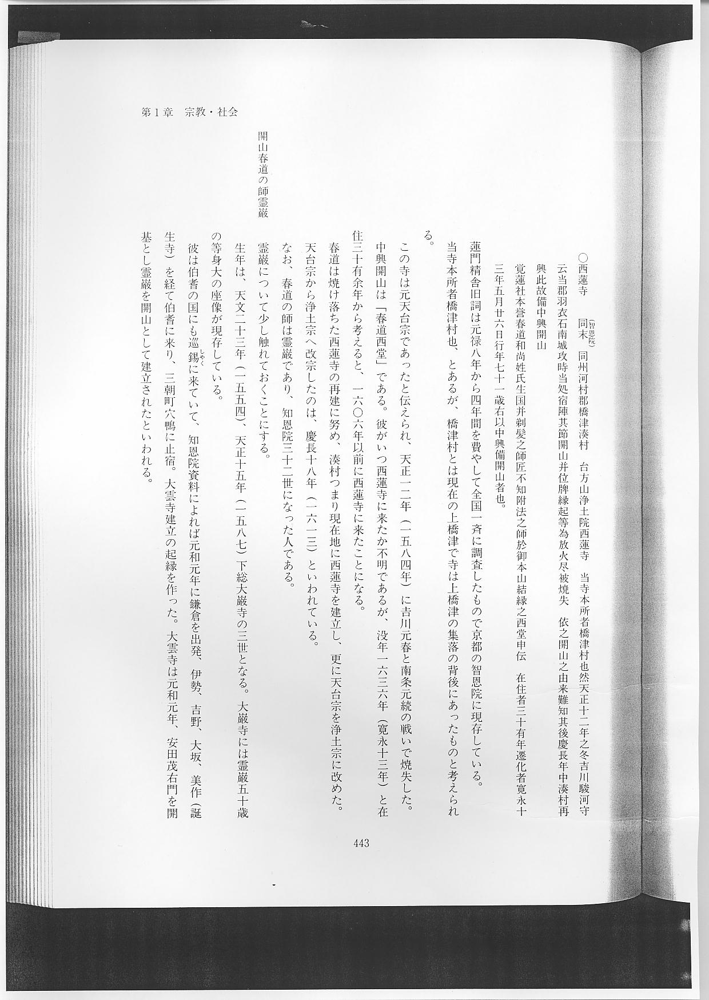 第1章　宗教・社会
○西蓮寺　同末（智恩院）　同州河村郡橋津湊村　台方山浄土院西蓮寺　当寺本所者橋津村也然天正十二年之冬吉川駿河守
云当郡羽衣石南城攻時当処宿陣其節開山并位牌縁起等為放火尽被焼失　依之開山之由来難知其後慶長年中湊村再
興此故備中興開山
覚蓮社本誉春道和尚姓氏生国并剃髪之師匠不知附法之師於御本山結縁之西堂申伝　在住者三十有年遷化者寛永十
三年五月廿六日行年七十一歳右以中興備開山者也。
蓮門精舎旧詞は元禄八年から四年間を費やして全国一斉に調査したもので京都の智恩院に現存している。
当寺本所者橋津村也、とあるが、橋津村とは現在の上橋津で寺は上橋津の集落の背後にあったものと考えられ
る。
この寺は元天台宗であったと伝えられ、天正一二年（一五八四年）に吉川元春と南条元続の戦いで焼失した。
中興開山は「春道西堂」である。彼がいつ西蓮寺に来たか不明であるが、没年一六三六年（寛永十三年）と在
住三十有余年から考えると、一六〇六年以前に西蓮寺に来たことになる。
春道は焼け落ちた西蓮寺の再建に努め、湊村つまり現在地に西蓮寺を建立し、更に天台宗を浄土宗に改めた。
天台宗から浄土宗へ改宗したのは、慶長十八年（一六一三）といわれている。
なお、春道の師は霊巌であり、知恩院三十二世になった人である。
開山春道の師霊巌
霊巌について少し触れておくことにする。
生年は、天文二十三年（一五五四）、天正十五年（一五八七）下総大巌寺の三世となる。大巌寺には霊巌五十歳
の等身大の座像が現存している。
彼は伯耆の国にも巡錫（しゃく）に来ていて、知恩院資料によれば元和元年に鎌倉を出発、伊勢、吉野、大坂、美作（誕
生寺）を経て伯耆に来り、三朝町穴鴨に止宿。大雲寺建立の起縁を作った。大雲寺は元和元年、安田茂右門を開
基とし霊巌を開山として建立されたといわれる。
443